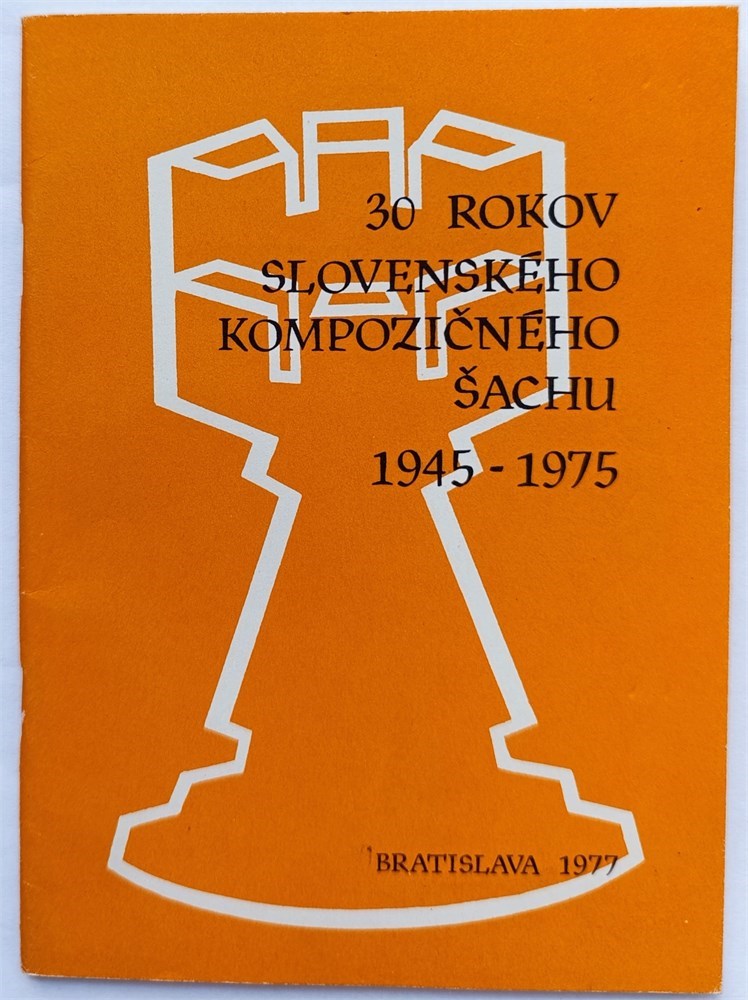 30 ROKOV
SLOVENSKÉHO
KOMPOZIČNÉHO
ŠACHU
1945 - 1975
BRATISLAVA 1977